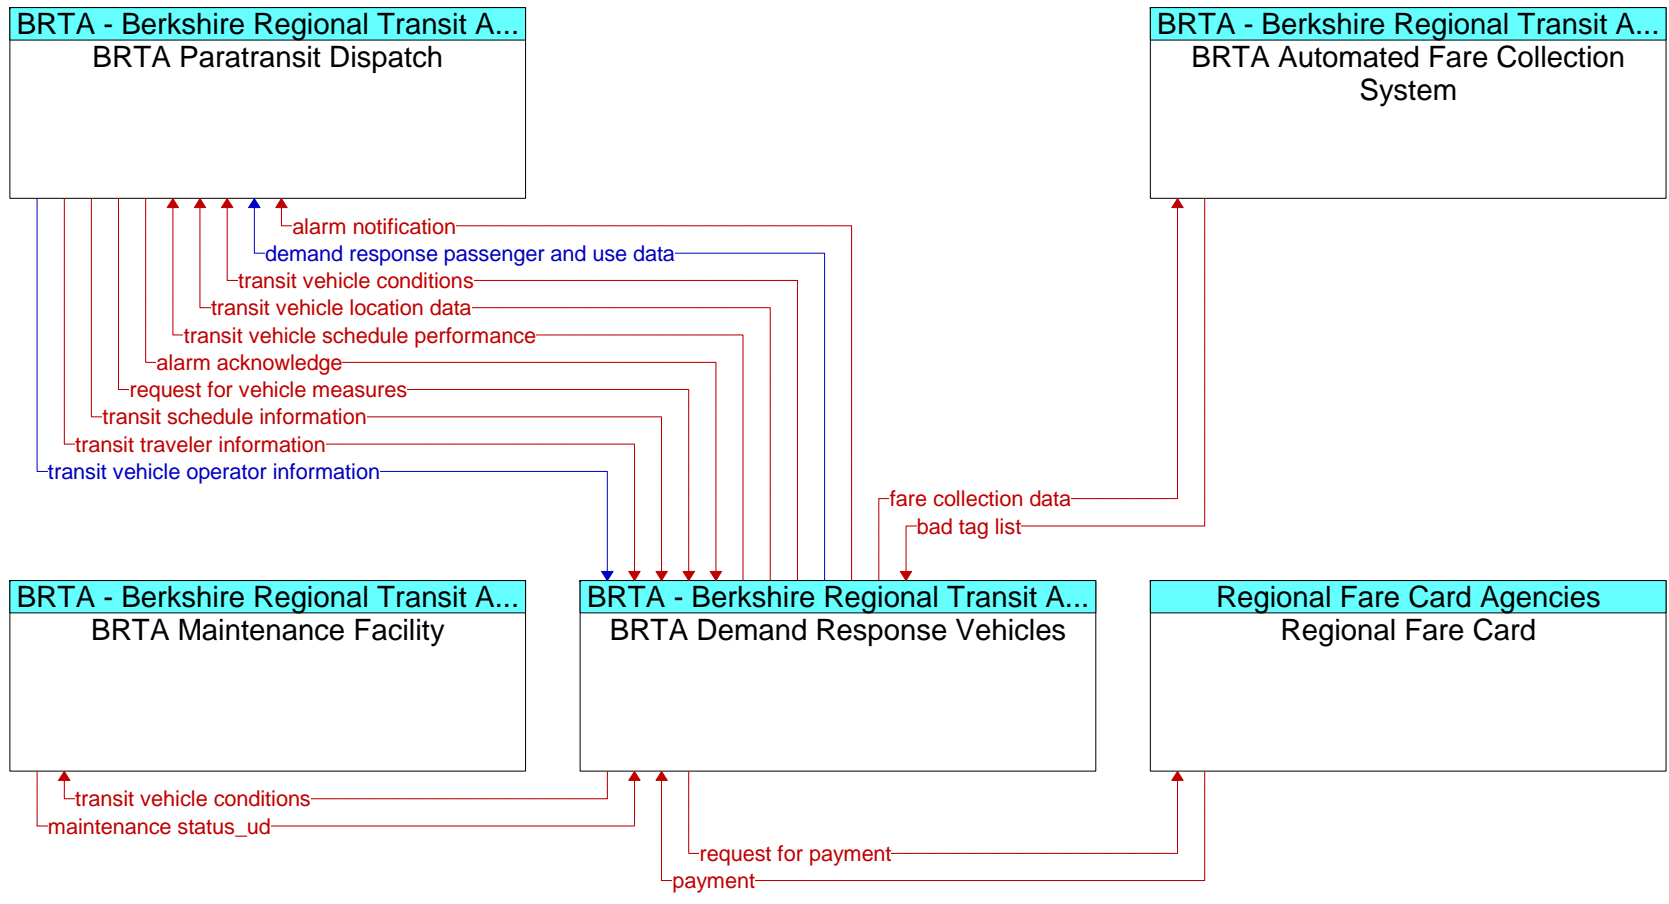 BRTA - Berkshire Regional Transit A...
BRTA Paratransit Dispatch
BRTA - Berkshire Regional Transit A...
BRTA Automated Fare Collection
System
alarm notification
demand response passenger and use data
transit vehicle conditions
transit vehicle location data
transit vehicle schedule performance
alarm acknowledge
request for vehicle measures
transit schedule information
transit traveler information
transit vehicle operator information
fare collection data
bad tag list
BRTA - Berkshire Regional Transit A...
BRTA Maintenance Facility
BRTA - Berkshire Regional Transit A...
BRTA Demand Response Vehicles
Regional Fare Card Agencies
Regional Fare Card
transit vehicle conditions
maintenance status_ud
request for payment
payment